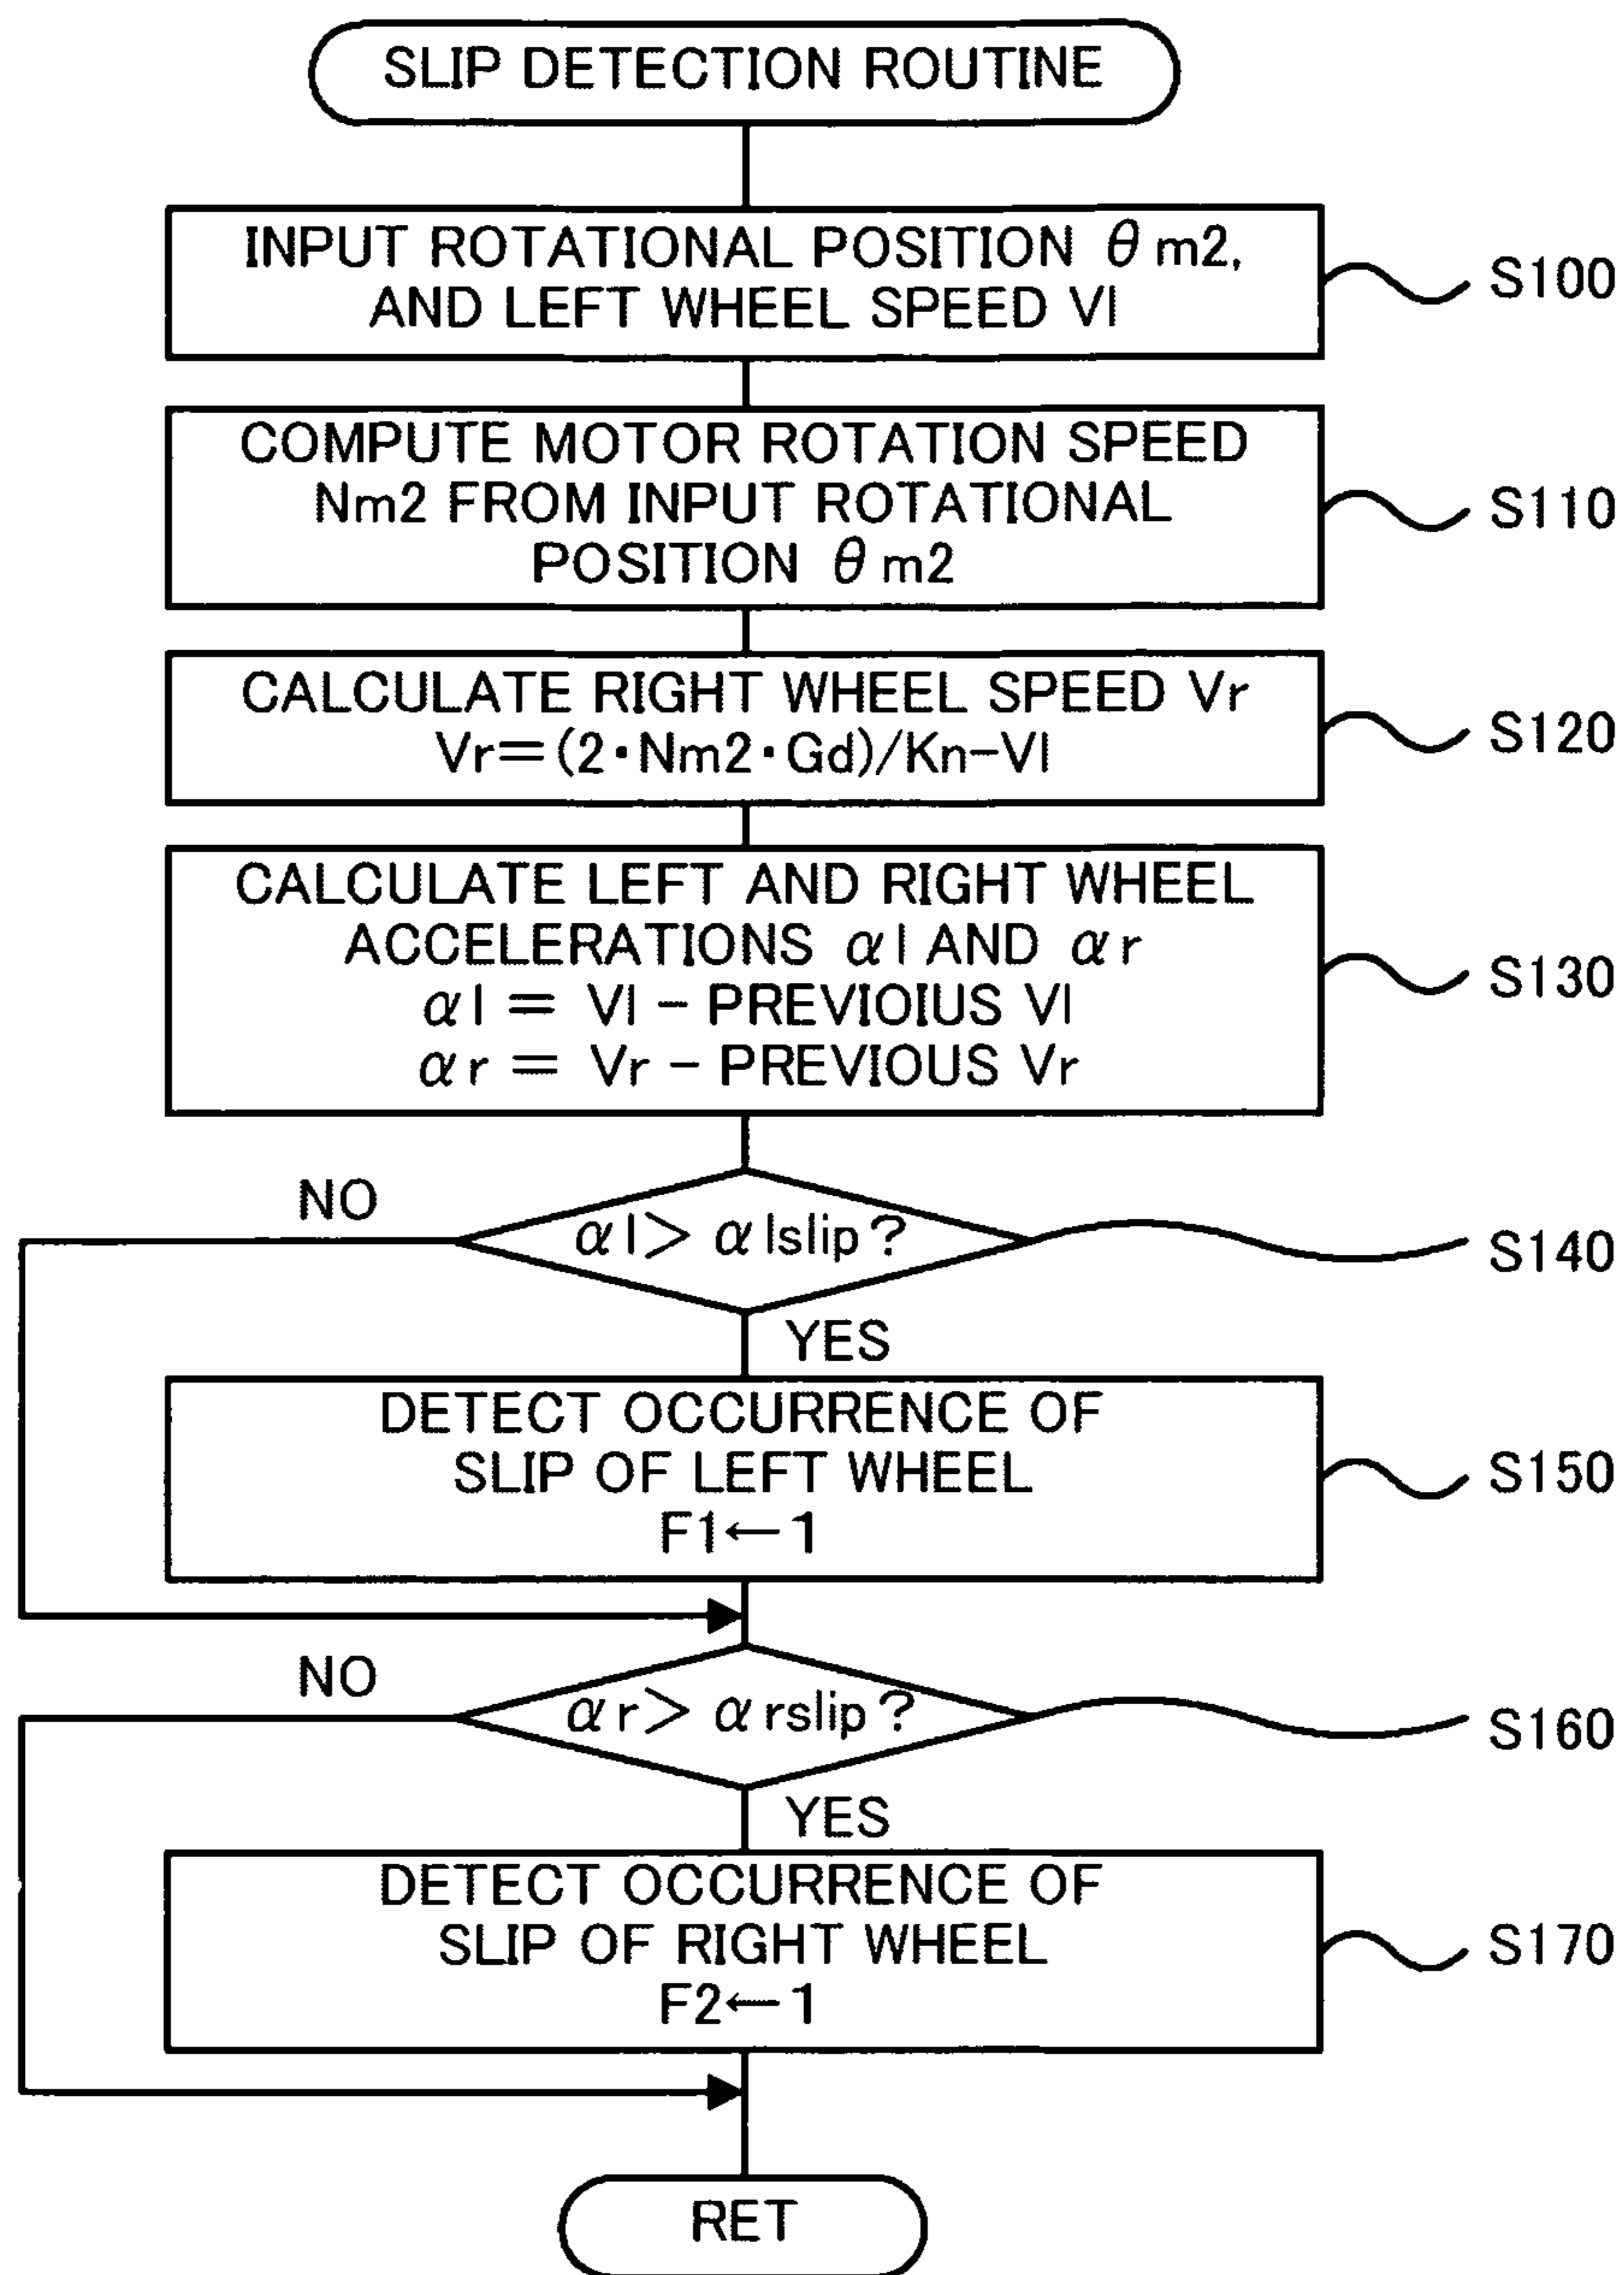 SLIP DETECTION ROUTINE
INPUT ROTATIONAL POSITION θm2,
AND LEFT WHEEL SPEED Vl
S100
COMPUTE MOTOR ROTATION SPEED
Nm2 FROM INPUT ROTATIONAL
POSITION θm2
S110
CALCULATE RIGHT WHEEL SPEED Vr
Vr=(2·Nm2·Gd)/Kn-Vl
S120
CALCULATE LEFT AND RIGHT WHEEL
ACCELERATIONS αl AND αr
αl = Vl - PREVIOIUS Vl
αr = Vr - PREVIOUS Vr
S130
NO
αl> αlslip?
S140
YES
DETECT OCCURRENCE OF
SLIP OF LEFT WHEEL
F1←1
S150
NO
αr> αrslip?
S160
YES
DETECT OCCURRENCE OF
SLIP OF RIGHT WHEEL
F2←1
S170
RET